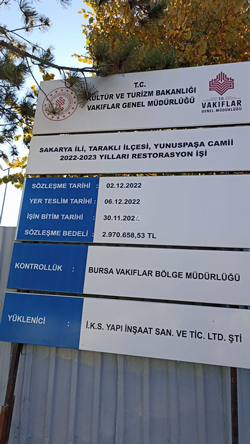 T.C.
KÜLTÜR VE TURİZM BAKANLIĞI
VAKIFLAR GENEL MÜDÜRLÜĞÜ
T.C.
VAKIFLAR
GENEL MÜDÜRLÜĞÜ
SAKARYA İLİ, TARAKLI İLÇESİ, YUNUSPAŞA CAMİİ
2022-2023 YILLARI RESTORASYON İŞİ
SÖZLEŞME TARİHİ : 02.12.2022
YER TESLİM TARİHİ : 06.12.2022
İŞİN BİTİM TARİHİ : 30.11.202
SÖZLEŞME BEDELİ : 2.970.658,53 TL
KONTROLLÜK : BURSA VAKIFLAR BÖLGE MÜDÜRLÜĞÜ
YÜKLENİCİ : İ.K.S. YAPI İNŞAAT SAN. VE TİC. LTD. ŞTİ